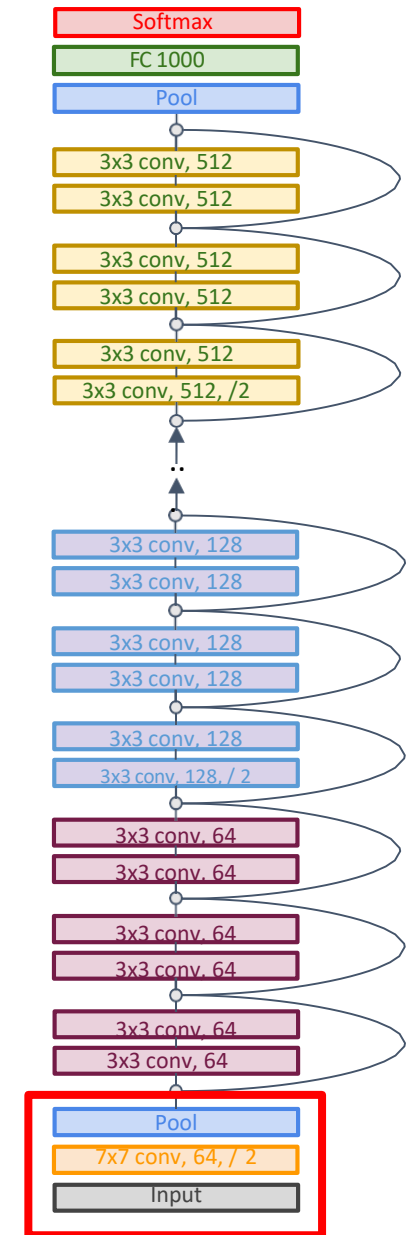 Softmax
FC 1000
Pool
3x3 conv, 512
3x3 conv, 512
3x3 conv, 512
3x3 conv, 512
3x3 conv, 512
3x3 conv, 512, /2
..
.
3x3 conv, 128
3x3 conv, 128
3x3 conv, 128
3x3 conv, 128
3x3 conv, 128
3x3 conv, 128, / 2
3x3 conv, 64
3x3 conv, 64
3x3 conv, 64
3x3 conv, 64
3x3 conv, 64
3x3 conv, 64
Pool
7x7 conv, 64, / 2
Input